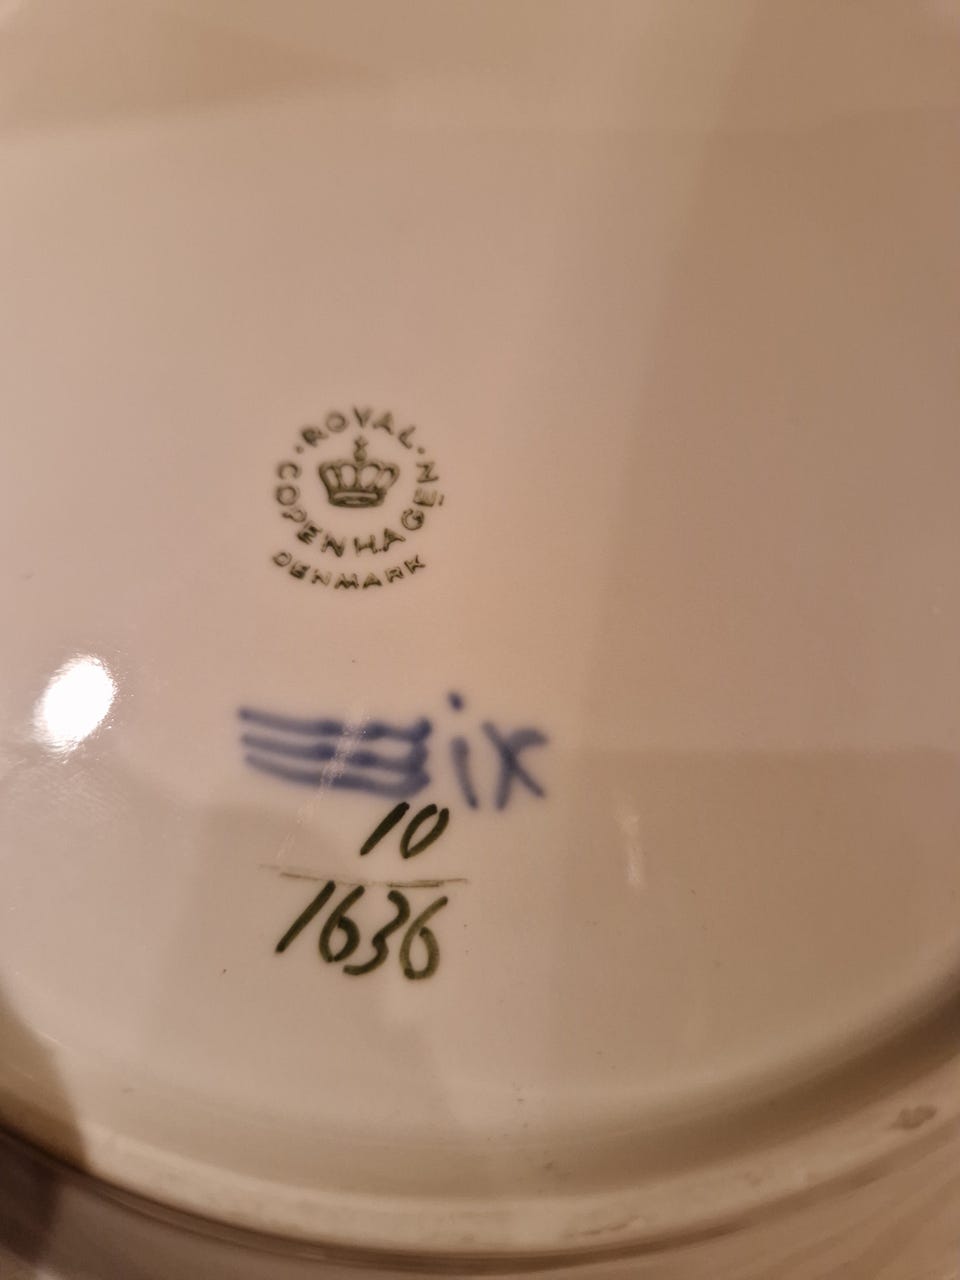 ROYAL
COPENHAGEN
DENMARK
ix
10
1636